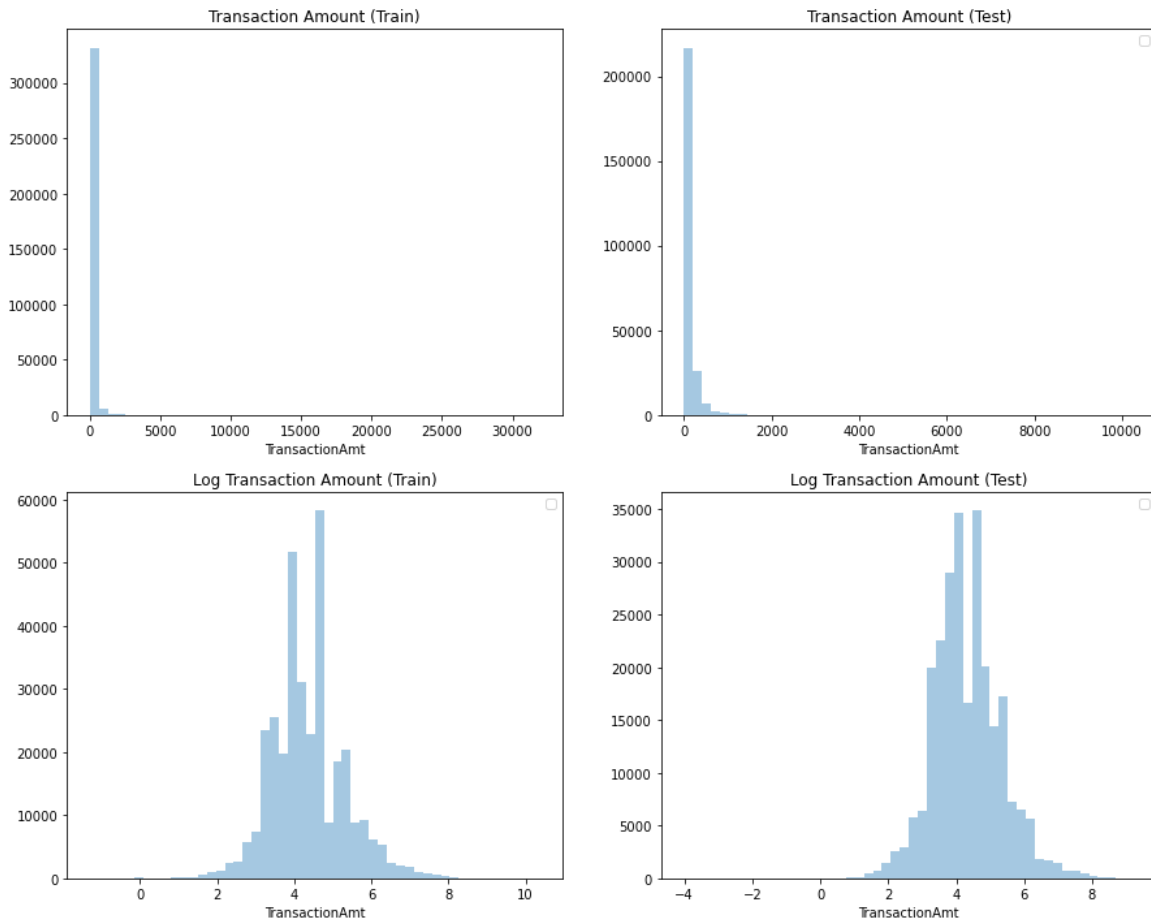 Transaction Amount (Train)
300000
250000
200000
150000
100000
50000
0
0 5000 10000 15000 20000 25000 30000
TransactionAmt
Transaction Amount (Test)
200000
150000
100000
50000
0
0 2000 4000 6000 8000 10000
TransactionAmt
Log Transaction Amount (Train)
60000
50000
40000
30000
20000
10000
0
0 2 4 6 8 10
TransactionAmt
Log Transaction Amount (Test)
35000
30000
25000
20000
15000
10000
5000
0
−4 −2 0 2 4 6 8
TransactionAmt